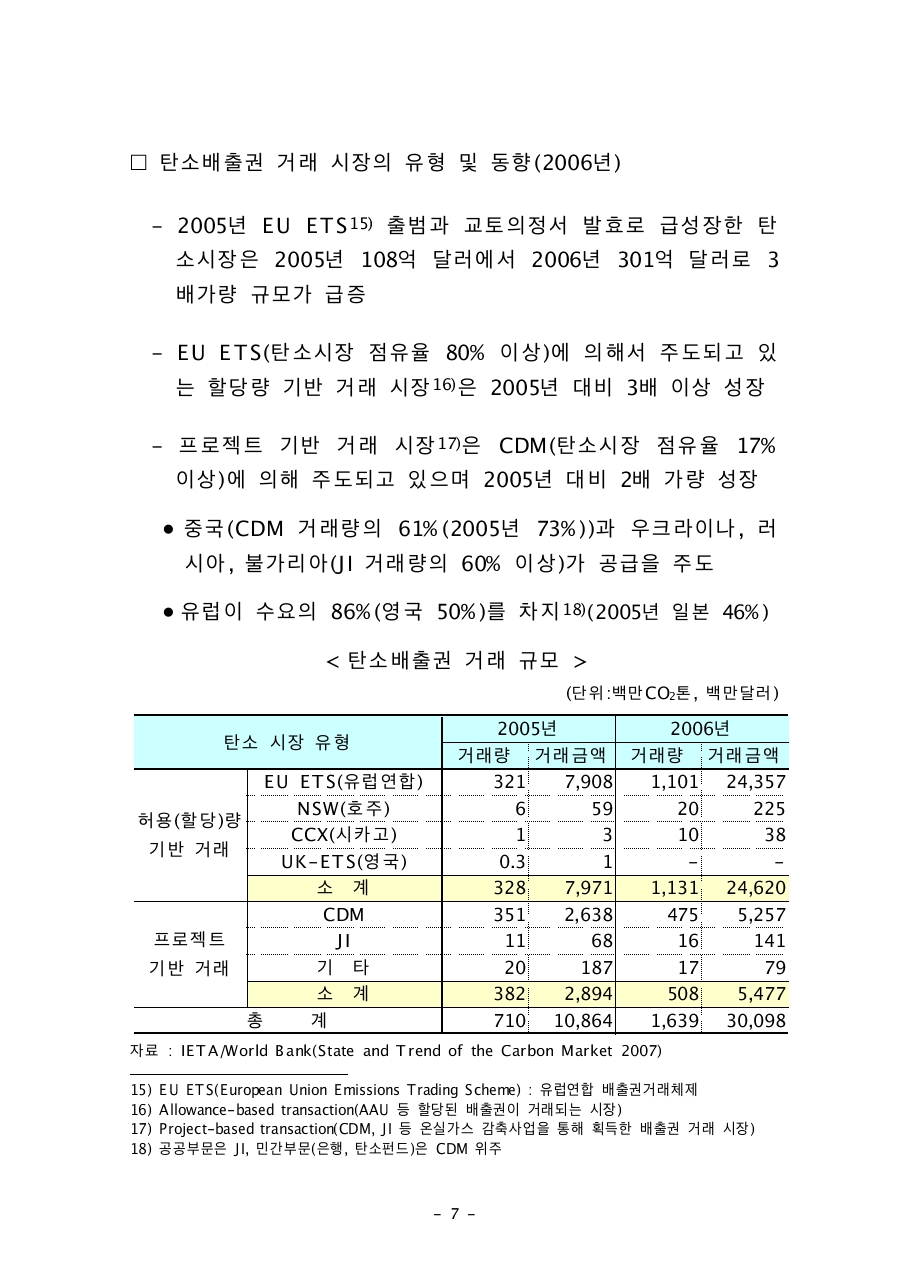 □ 탄소배출권 거래 시장의 유형 및 동향(2006년)
- 2005년 EU ETS15) 출범과 교토의정서 발효로 급성장한 탄
소시장은 2005년 108억 달러에서 2006년 301억 달러로 3
배가량 규모가 급증
- EU ETS(탄소시장 점유율 80% 이상)에 의해서 주도되고 있
는 할당량 기반 거래 시장16)은 2005년 대비 3배 이상 성장
- 프로젝트 기반 거래 시장17)은 CDM(탄소시장 점유율 17%
이상)에 의해 주도되고 있으며 2005년 대비 2배 가량 성장
● 중국(CDM 거래량의 61%(2005년 73%))과 우크라이나, 러
시아, 불가리아(JI 거래량의 60% 이상)가 공급을 주도
● 유럽이 수요의 86%(영국 50%)를 차지18)(2005년 일본 46%)
< 탄소배출권 거래 규모 >
(단위:백만CO₂톤, 백만달러)
탄소 시장 유형 2005년 2006년
거래량 거래금액 거래량 거래금액
허용(할당)량 기반 거래
EU ETS(유럽연합) 321 7,908 1,101 24,357
NSW(호주) 6 59 20 225
CCX(시카고) 1 3 10 38
UK-ETS(영국) 0.3 1 - -
소 계 328 7,971 1,131 24,620
프로젝트 기반 거래
CDM 351 2,638 475 5,257
JI 11 68 16 141
기 타 20 187 17 79
소 계 382 2,894 508 5,477
총 계 710 10,864 1,639 30,098
자료 : IETA/World Bank(State and Trend of the Carbon Market 2007)
15) EU ETS(European Union Emissions Trading Scheme) : 유럽연합 배출권거래체제
16) Allowance-based transaction(AAU 등 할당된 배출권이 거래되는 시장)
17) Project-based transaction(CDM, JI 등 온실가스 감축사업을 통해 획득한 배출권 거래 시장)
18) 공공부문은 JI, 민간부문(은행, 탄소펀드)은 CDM 위주
- 7 -